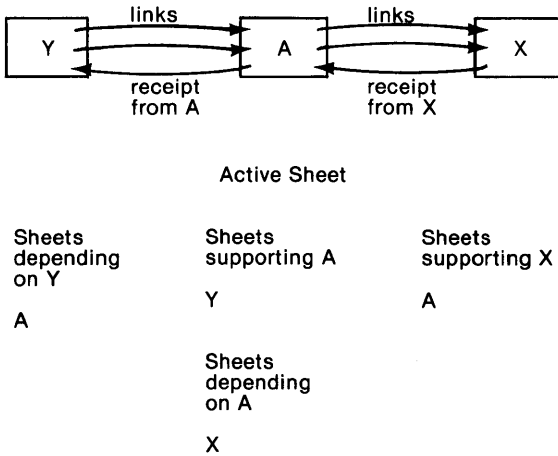 links
links
Y
A
X
receipt
from A
receipt
from X
Active Sheet
Sheets
depending
on Y
A
Sheets
supporting A
Y
Sheets
supporting X
A
Sheets
depending
on A
X